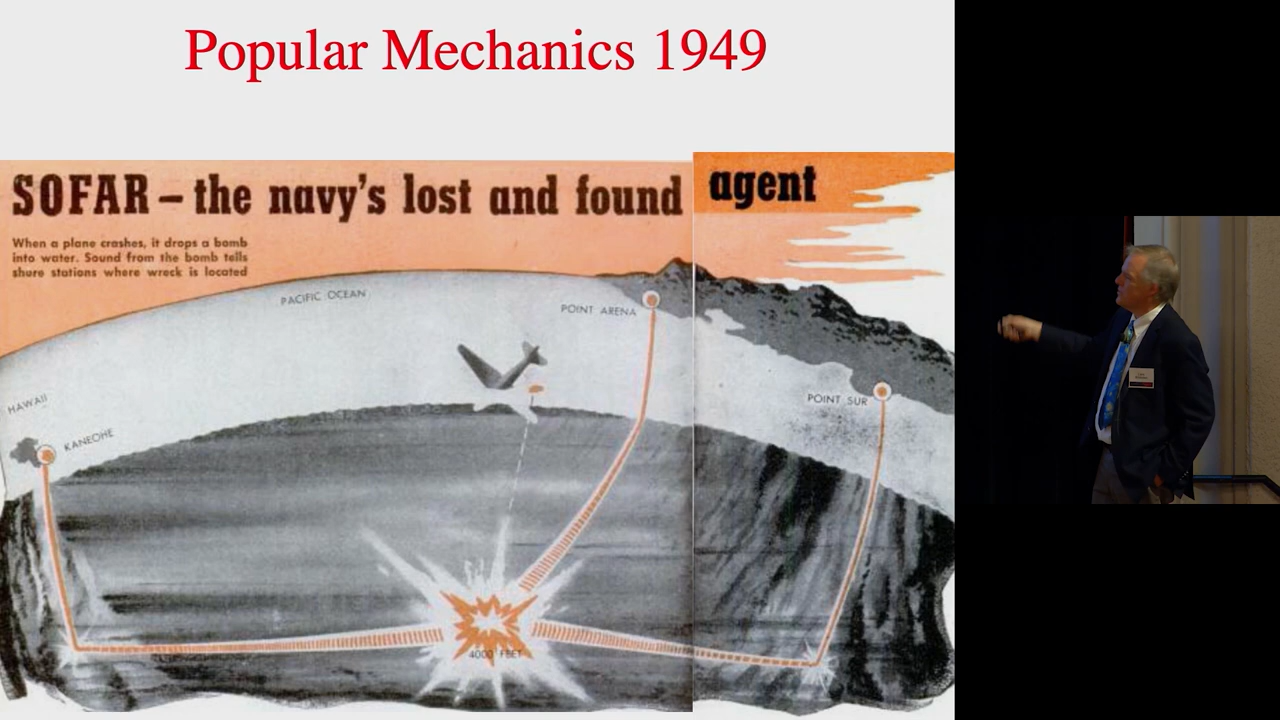 Popular Mechanics 1949
SOFAR – the navy's lost and found agent
When a plane crashes, it drops a bomb
into water. Sound from the bomb tells
shore stations where wreck is located
PACIFIC OCEAN
POINT ARENA
HAWAII
KANEOHE
POINT SUR
4000 FEET